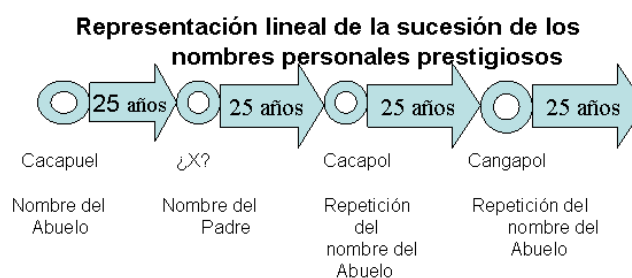 Representación lineal de la sucesión de los
nombres personales prestigiosos
25 años 25 años 25 años 25 años
Cacapuel ¿X? Cacapol Cangapol
Nombre del Nombre del Repetición Repetición del
Abuelo Padre del nombre del
nombre del Abuelo
Abuelo